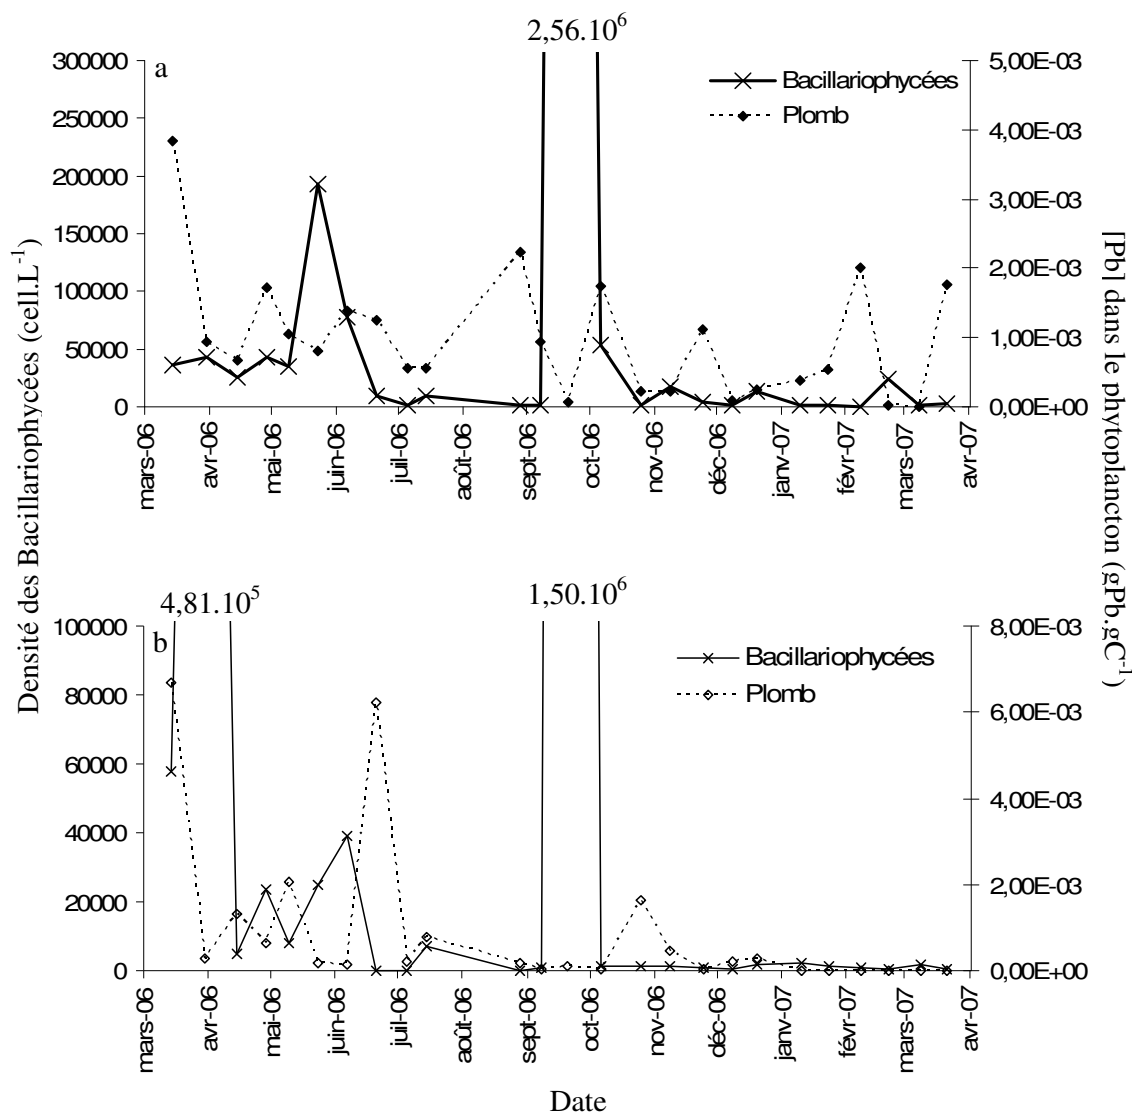 2,56.10^6
a
300000
250000
200000
150000
100000
50000
0
5,00E-03
4,00E-03
3,00E-03
2,00E-03
1,00E-03
0,00E+00
Bacillariophycées
Plomb
mars-06
avr-06
mai-06
juin-06
juil-06
août-06
sept-06
oct-06
nov-06
déc-06
janv-07
févr-07
mars-07
avr-07
Densité des Bacillariophycées (cell.L^-1)
[Pb] dans le phytoplancton (gPb.gC^-1)
4,81.10^5
1,50.10^6
b
100000
80000
60000
40000
20000
0
8,00E-03
6,00E-03
4,00E-03
2,00E-03
0,00E+00
Bacillariophycées
Plomb
mars-06
avr-06
mai-06
juin-06
juil-06
août-06
sept-06
oct-06
nov-06
déc-06
janv-07
févr-07
mars-07
avr-07
Date